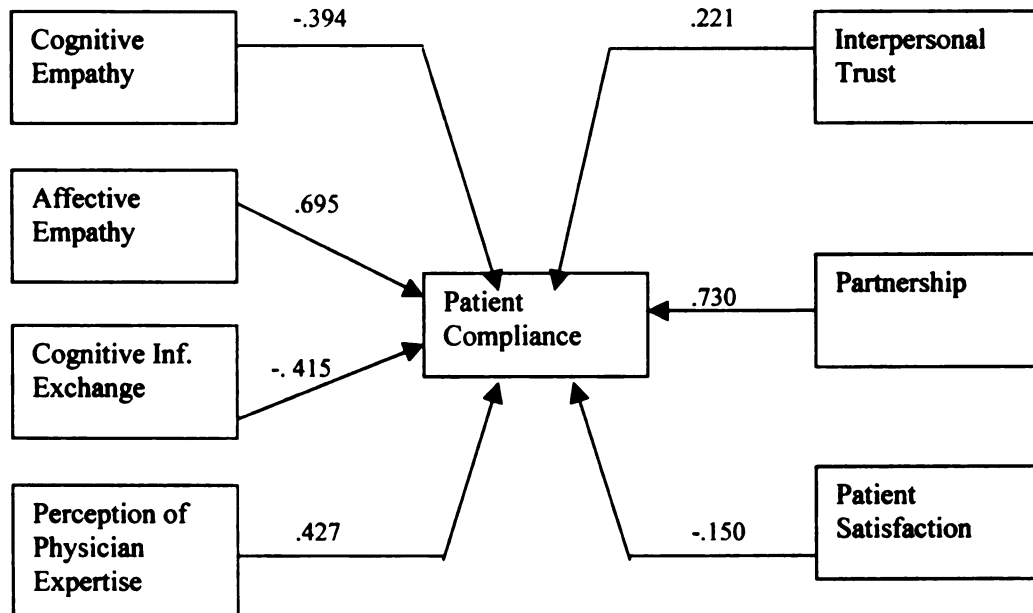 Cognitive
Empathy
-.394
.221
Interpersonal
Trust
Affective
Empathy
.695
Patient
Compliance
.730
Partnership
Cognitive Inf.
Exchange
-. 415
Perception of
Physician
Expertise
.427
-.150
Patient
Satisfaction